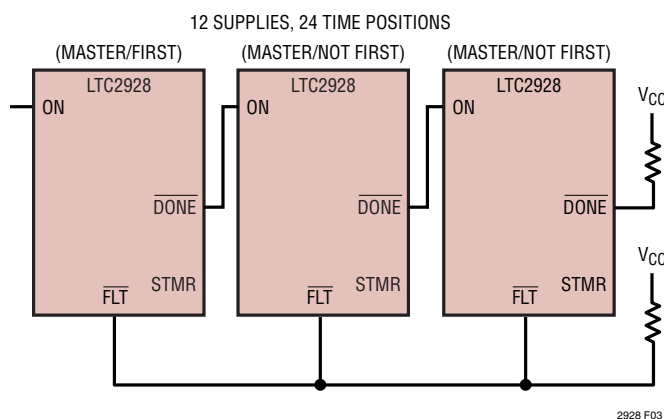 12 SUPPLIES, 24 TIME POSITIONS
(MASTER/FIRST) (MASTER/NOT FIRST) (MASTER/NOT FIRST)
LTC2928 LTC2928 LTC2928
VCC
ON ON ON
DONE DONE DONE
VCC
FLT STMR FLT STMR FLT STMR
2928 F03